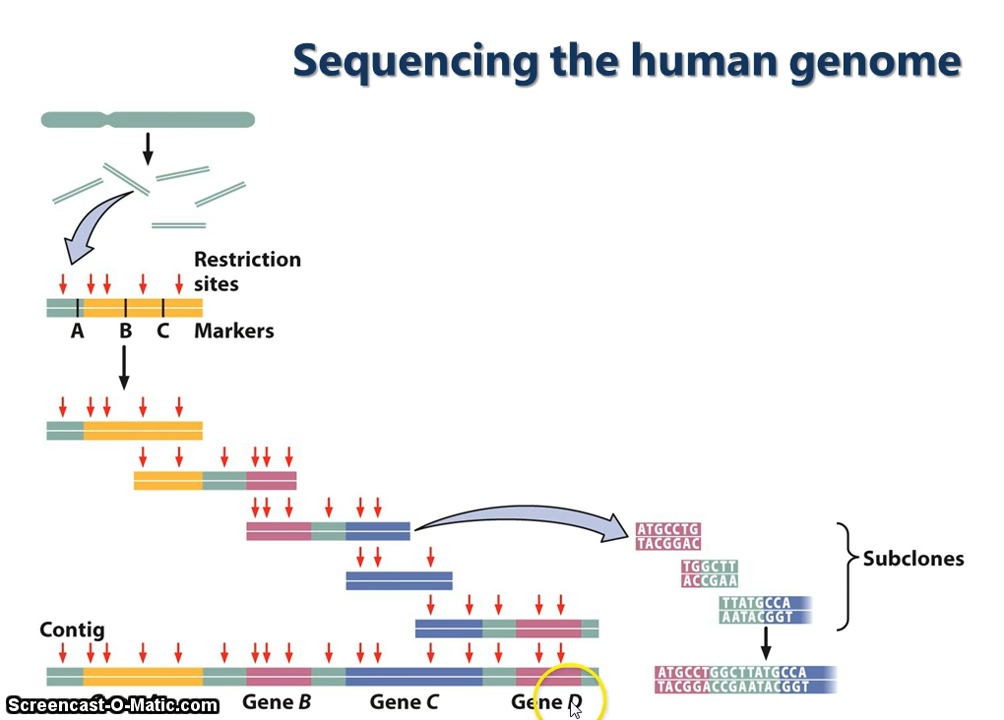 Sequencing the human genome
Restriction
sites
A B C Markers
ATGCCTG
TACGGAC
TGGCTT
ACCGAA
TTATGCCA
AATACGGT
Subclones
Contig
ATGCCTGGCTTATGCCA
TACGGACCGAATACGGT
Gene B Gene C Gene D
Screencast-O-Matic.com